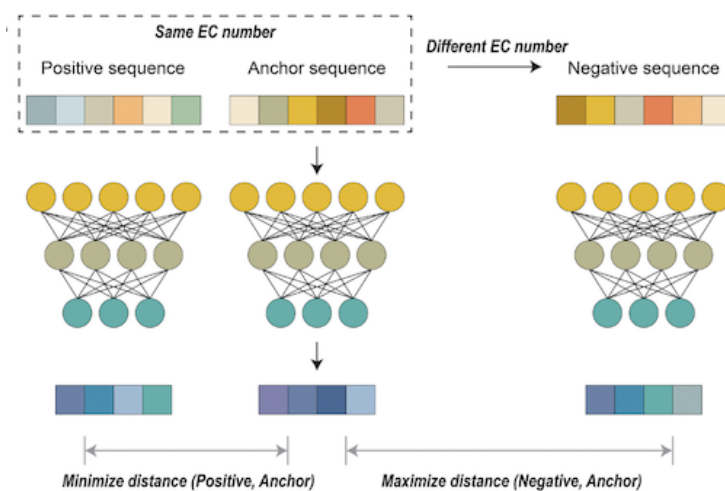 Same EC number
Different EC number
Positive sequence
Anchor sequence
Negative sequence
Minimize distance (Positive, Anchor)
Maximize distance (Negative, Anchor)